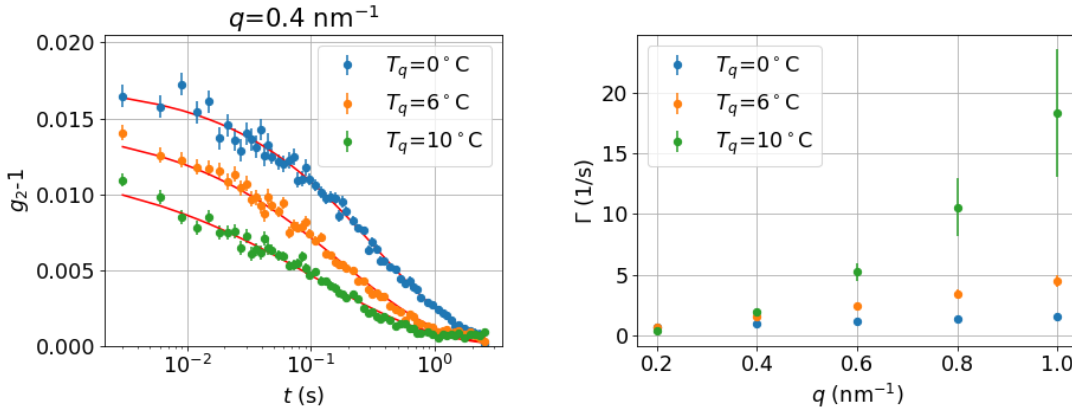 q=0.4 nm⁻¹
0.020
0.015
0.010
0.005
0.000
g₂-1
T_q=0°C
T_q=6°C
T_q=10°C
10⁻² 10⁻¹ 10⁰
t (s)
20
15
10
5
0
Γ (1/s)
T_q=0°C
T_q=6°C
T_q=10°C
0.2 0.4 0.6 0.8 1.0
q (nm⁻¹)